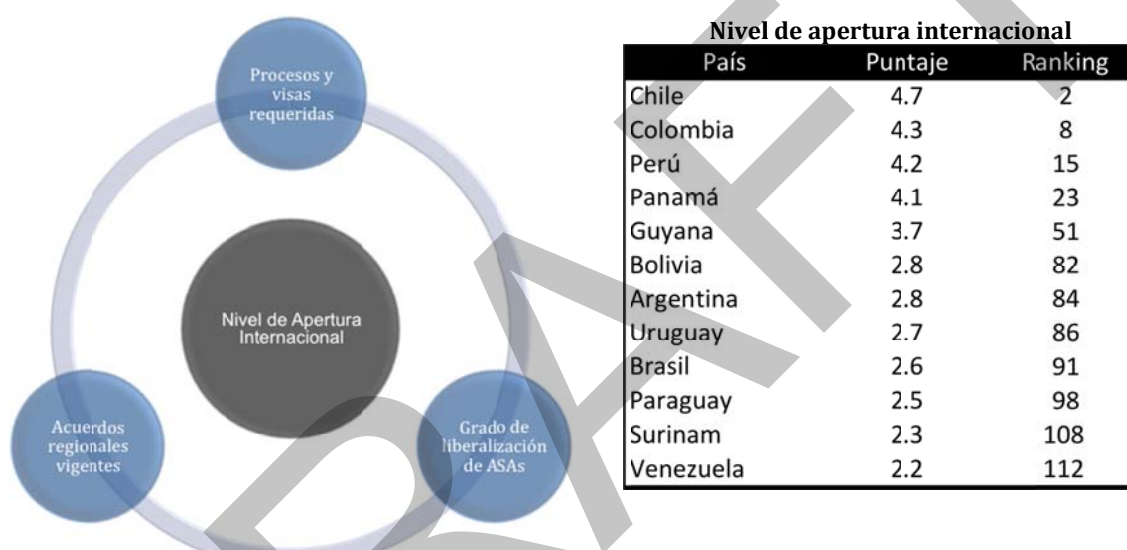 Procesos y
visas
requeridas
Nivel de Apertura
Internacional
Acuerdos
regionales
vigentes
Grado de
liberalización
de ASAs
Nivel de apertura internacional
País Puntaje Ranking
Chile 4.7 2
Colombia 4.3 8
Perú 4.2 15
Panamá 4.1 23
Guyana 3.7 51
Bolivia 2.8 82
Argentina 2.8 84
Uruguay 2.7 86
Brasil 2.6 91
Paraguay 2.5 98
Surinam 2.3 108
Venezuela 2.2 112